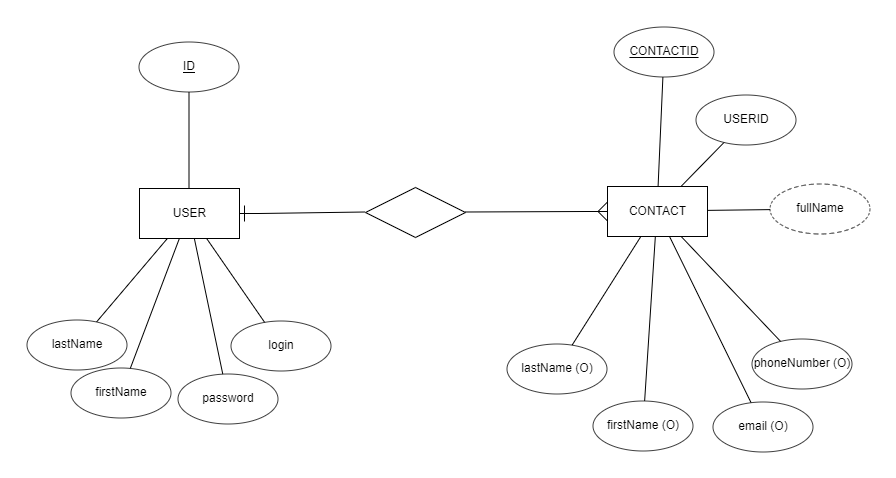 ID
CONTACTID
USERID
USER
CONTACT
fullName
lastName
login
firstName
password
lastName (O)
phoneNumber (O)
firstName (O)
email (O)